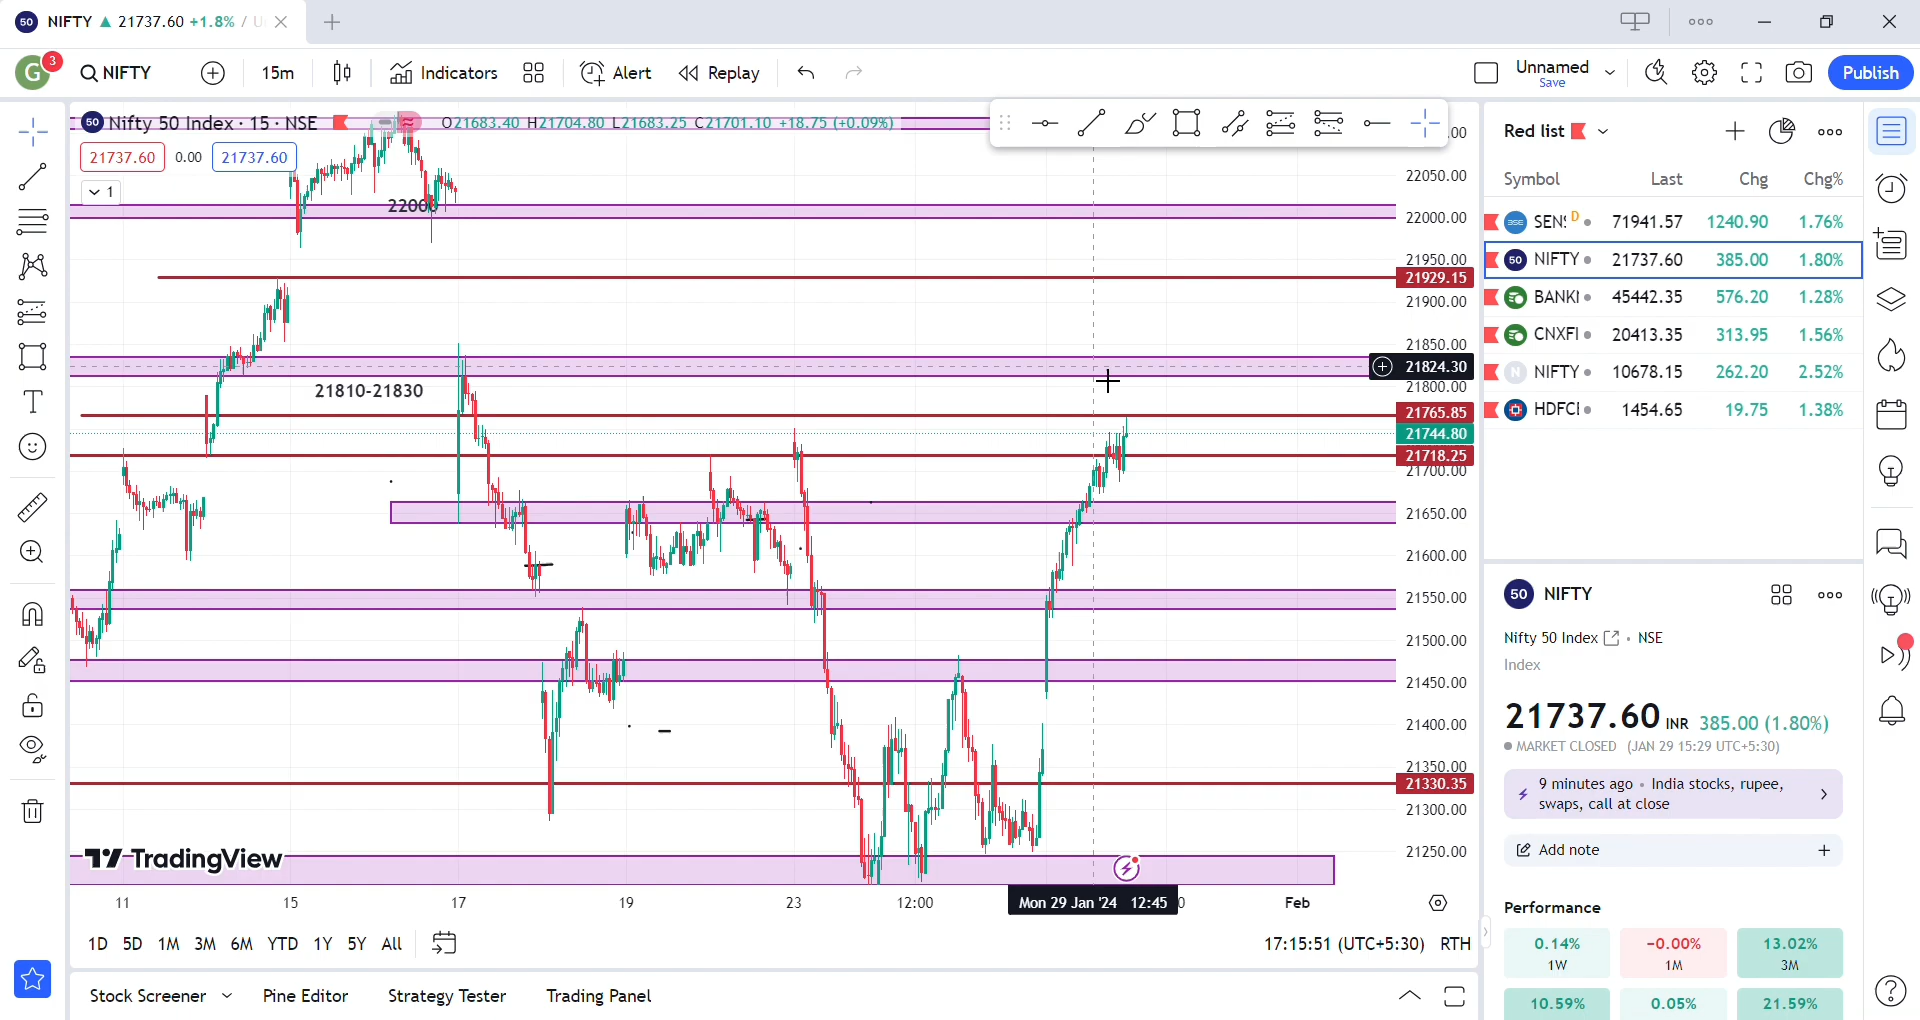 50 NIFTY ▲ 21737.60 +1.8% / U
G 3 NIFTY 15m Indicators Alert Replay Unnamed Save Publish
50 Nifty 50 Index · 15 · NSE O21683.40 H21704.80 L21683.25 C21701.10 +18.75 (+0.09%)
21737.60 0.00 21737.60
1
22000
21810-21830
.00
22050.00
22000.00
21950.00
21929.15
21900.00
21850.00
21824.30
21800.00
21765.85
21744.80
21718.25
21700.00
21650.00
21600.00
21550.00
21500.00
21450.00
21400.00
21350.00
21330.35
21300.00
21250.00
TradingView
11 15 17 19 23 12:00 Mon 29 Jan '24 12:45 0 Feb
1D 5D 1M 3M 6M YTD 1Y 5Y All 17:15:51 (UTC+5:30) RTH
Stock Screener Pine Editor Strategy Tester Trading Panel
Red list
Symbol Last Chg Chg%
BSE SENS D 71941.57 1240.90 1.76%
50 NIFTY 21737.60 385.00 1.80%
BANKN 45442.35 576.20 1.28%
CNXFI 20413.35 313.95 1.56%
N NIFTY 10678.15 262.20 2.52%
HDFC 1454.65 19.75 1.38%
50 NIFTY
Nifty 50 Index · NSE
Index
21737.60 INR 385.00 (1.80%)
MARKET CLOSED (JAN 29 15:29 UTC+5:30)
9 minutes ago • India stocks, rupee,
swaps, call at close
Add note
Performance
0.14% −0.00% 13.02%
1W 1M 3M
10.59% 0.05% 21.59%